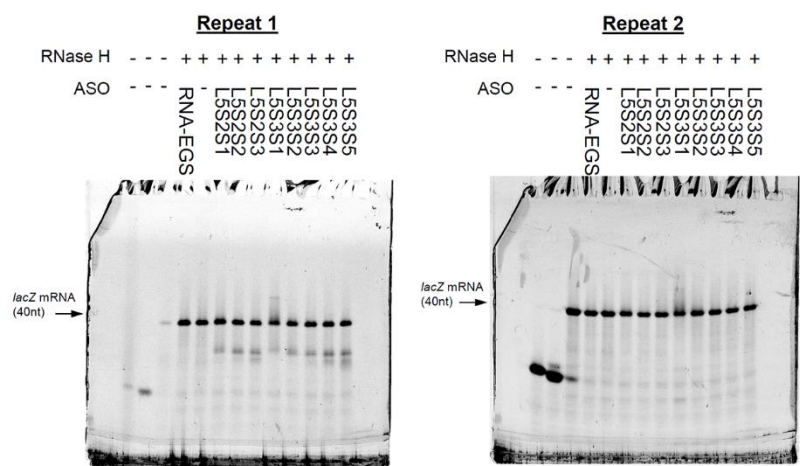 Repeat 1
RNase H - - - + + + + + + + + + +
ASO - - - RNA-EGS - L5S2S1 L5S2S2 L5S2S3 L5S3S1 L5S3S2 L5S3S3 L5S3S4 L5S3S5
lacZ mRNA
(40nt)
Repeat 2
RNase H - - - + + + + + + + + + +
ASO - - - RNA-EGS - L5S2S1 L5S2S2 L5S2S3 L5S3S1 L5S3S2 L5S3S3 L5S3S4 L5S3S5
lacZ mRNA
(40nt)